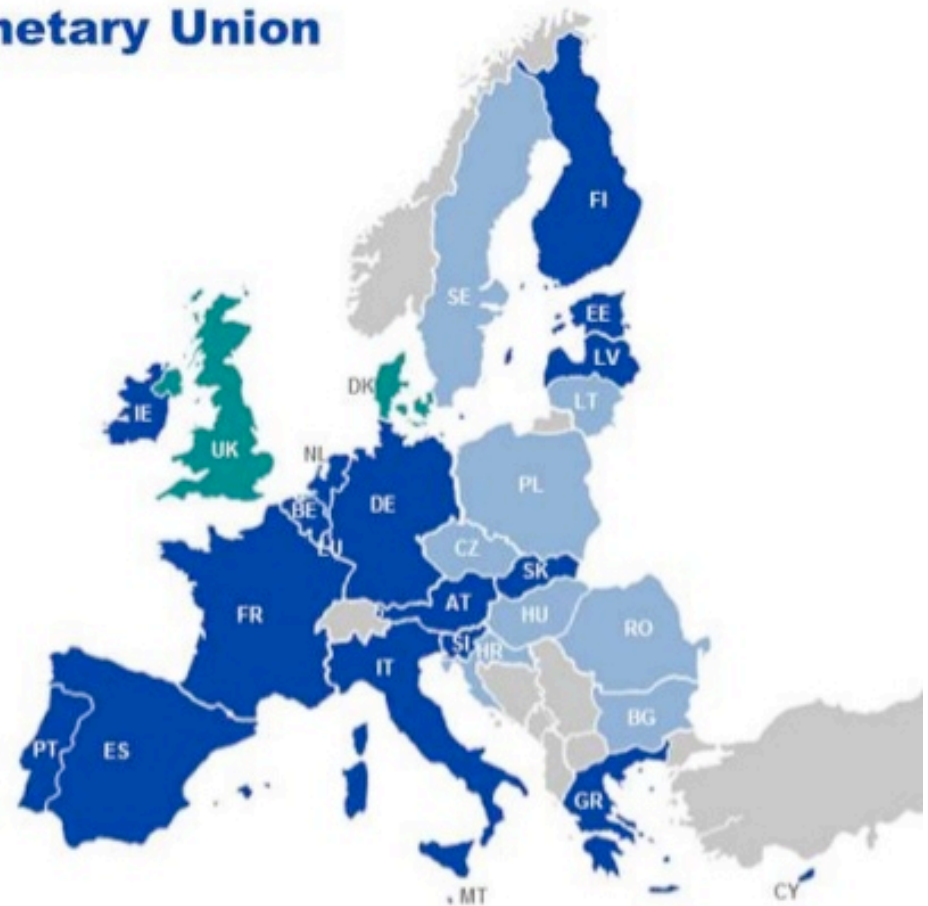 netary Union
FI
SE
EE
LV
DK
LT
IE
UK
NL
PL
DE
BE
CZ
LU
SK
AT
FR
HU
RO
SI
HR
IT
BG
PT
ES
GR
MT
CY